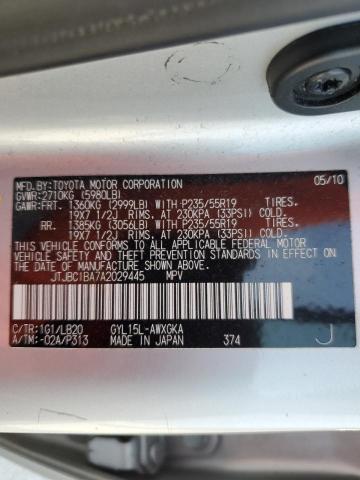 MFD. BY: TOYOTA MOTOR CORPORATION 05/10
GVWR: 2710KG (5980LB)
GAWR: FRT. 1360KG (2999LB) WITH P235/55R19 TIRES.
19X7 1/2J RIMS. AT 230KPA (33PSI) COLD.
RR. 1385KG (3056LB) WITH P235/55R19 TIRES.
19X7 1/2J RIMS. AT 230KPA (33PSI) COLD.
THIS VEHICLE CONFORMS TO ALL APPLICABLE FEDERAL MOTOR
VEHICLE SAFETY AND THEFT PREVENTION STANDARDS IN
EFFECT ON THE DATE OF MANUFACTURE SHOWN ABOVE.
JTJBC1BA7A2029445 MPV
C/TR: 1G1/LB20 GYL15L-AWXGKA
A/TM: -02A/P313 MADE IN JAPAN 374 J